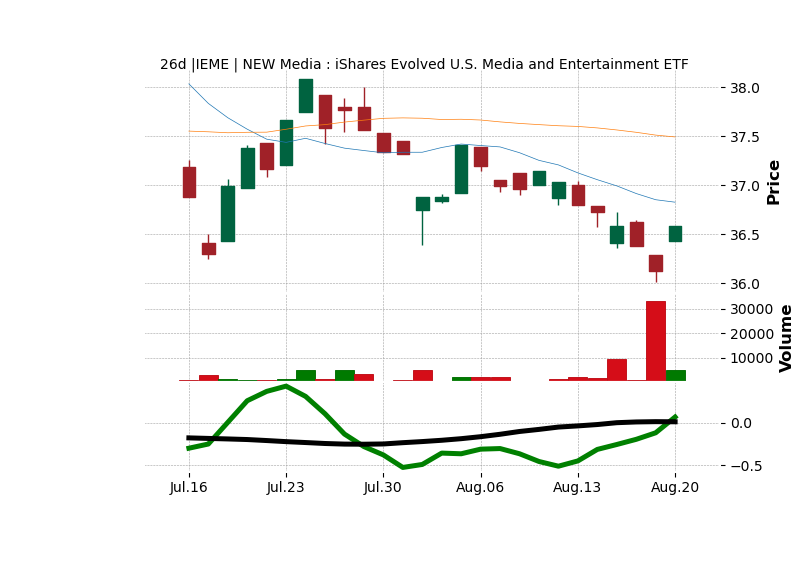 26d |IEME | NEW Media : iShares Evolved U.S. Media and Entertainment ETF
38.0
37.5
37.0
36.5
36.0
Price
30000
20000
10000
Volume
0.0
−0.5
Jul.16 Jul.23 Jul.30 Aug.06 Aug.13 Aug.20